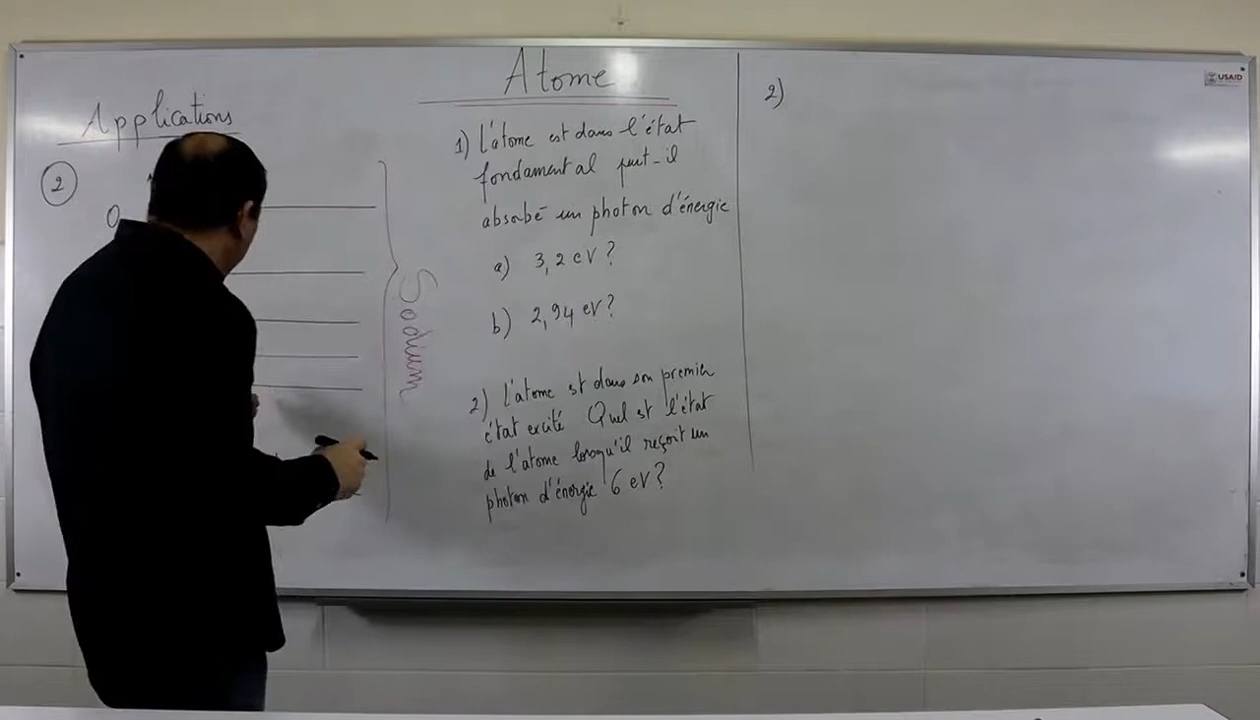 Atome
Applications
2
0
Sodium
1) L'atome est dans l'état
fondamental peut-il
absorbé un photon d'énergie
a) 3,2 eV ?
b) 2,94 eV ?
2) L'atome est dans son premier
état excité Quel est l'état
de l'atome lorsqu'il reçoit un
photon d'énergie 6 eV ?
2)
USAID